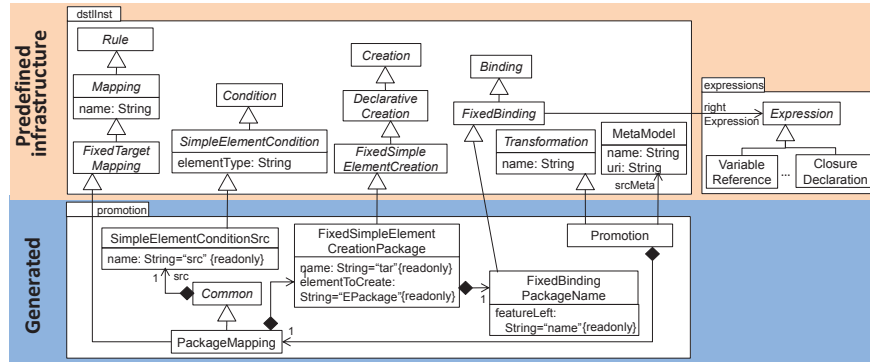 Predefined
infrastructure
dstlInst
Rule
Mapping
name: String
FixedTarget
Mapping
Condition
SimpleElementCondition
elementType: String
Creation
Declarative
Creation
FixedSimple
ElementCreation
Binding
FixedBinding
Transformation
name: String
MetaModel
name: String
uri: String
srcMeta
expressions
right
Expression
Expression
Variable
Reference
...
Closure
Declaration
Generated
promotion
SimpleElementConditionSrc
name: String="src" {readonly}
1
src
Common
PackageMapping
1
FixedSimpleElement
CreationPackage
name: String="tar"{readonly}
elementToCreate:
String="EPackage"{readonly}
1
FixedBinding
PackageName
featureLeft:
String="name"{readonly}
Promotion